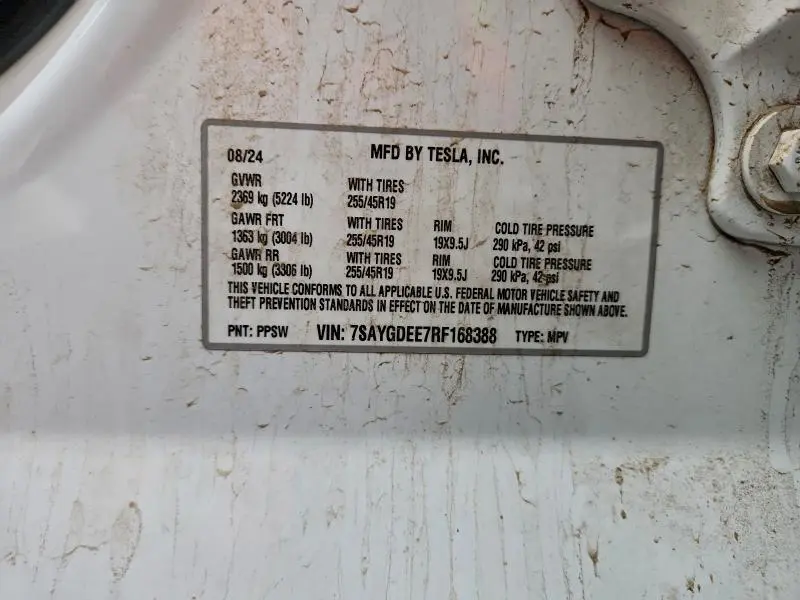 08/24 MFD BY TESLA, INC.
GVWR WITH TIRES
2369 kg (5224 lb) 255/45R19
GAWR FRT WITH TIRES RIM COLD TIRE PRESSURE
1363 kg (3004 lb) 255/45R19 19X9.5J 290 kPa, 42 psi
GAWR RR WITH TIRES RIM COLD TIRE PRESSURE
1500 kg (3306 lb) 255/45R19 19X9.5J 290 kPa, 42 psi
THIS VEHICLE CONFORMS TO ALL APPLICABLE U.S. FEDERAL MOTOR VEHICLE SAFETY AND
THEFT PREVENTION STANDARDS IN EFFECT ON THE DATE OF MANUFACTURE SHOWN ABOVE.
PNT: PPSW VIN: 7SAYGDEE7RF168388 TYPE: MPV